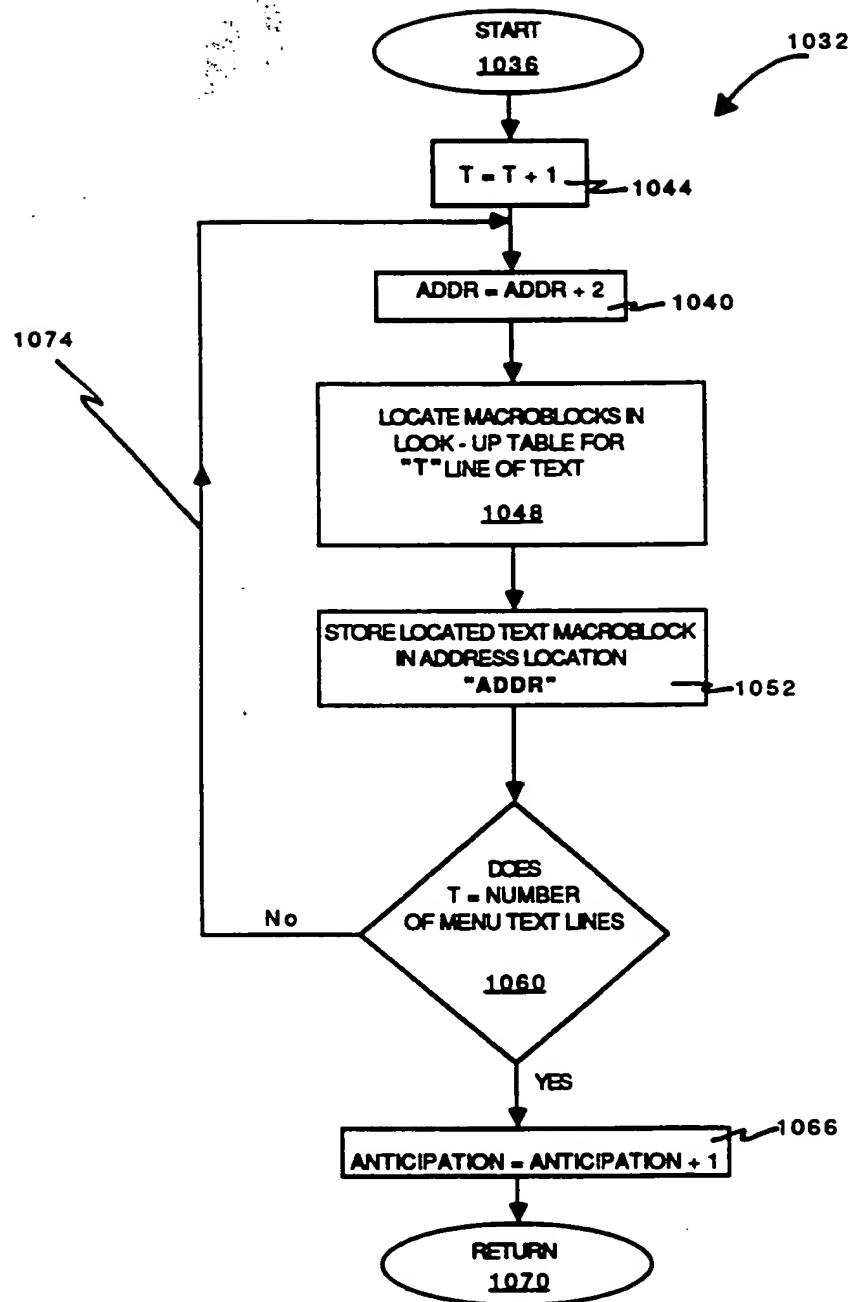 START
1036
1032
T = T + 1
1044
ADDR = ADDR + 2
1040
1074
LOCATE MACROBLOCKS IN
LOOK - UP TABLE FOR
"T" LINE OF TEXT
1048
STORE LOCATED TEXT MACROBLOCK
IN ADDRESS LOCATION
"ADDR"
1052
DOES
T = NUMBER
OF MENU TEXT LINES
1060
No
YES
1066
ANTICIPATION = ANTICIPATION + 1
RETURN
1070